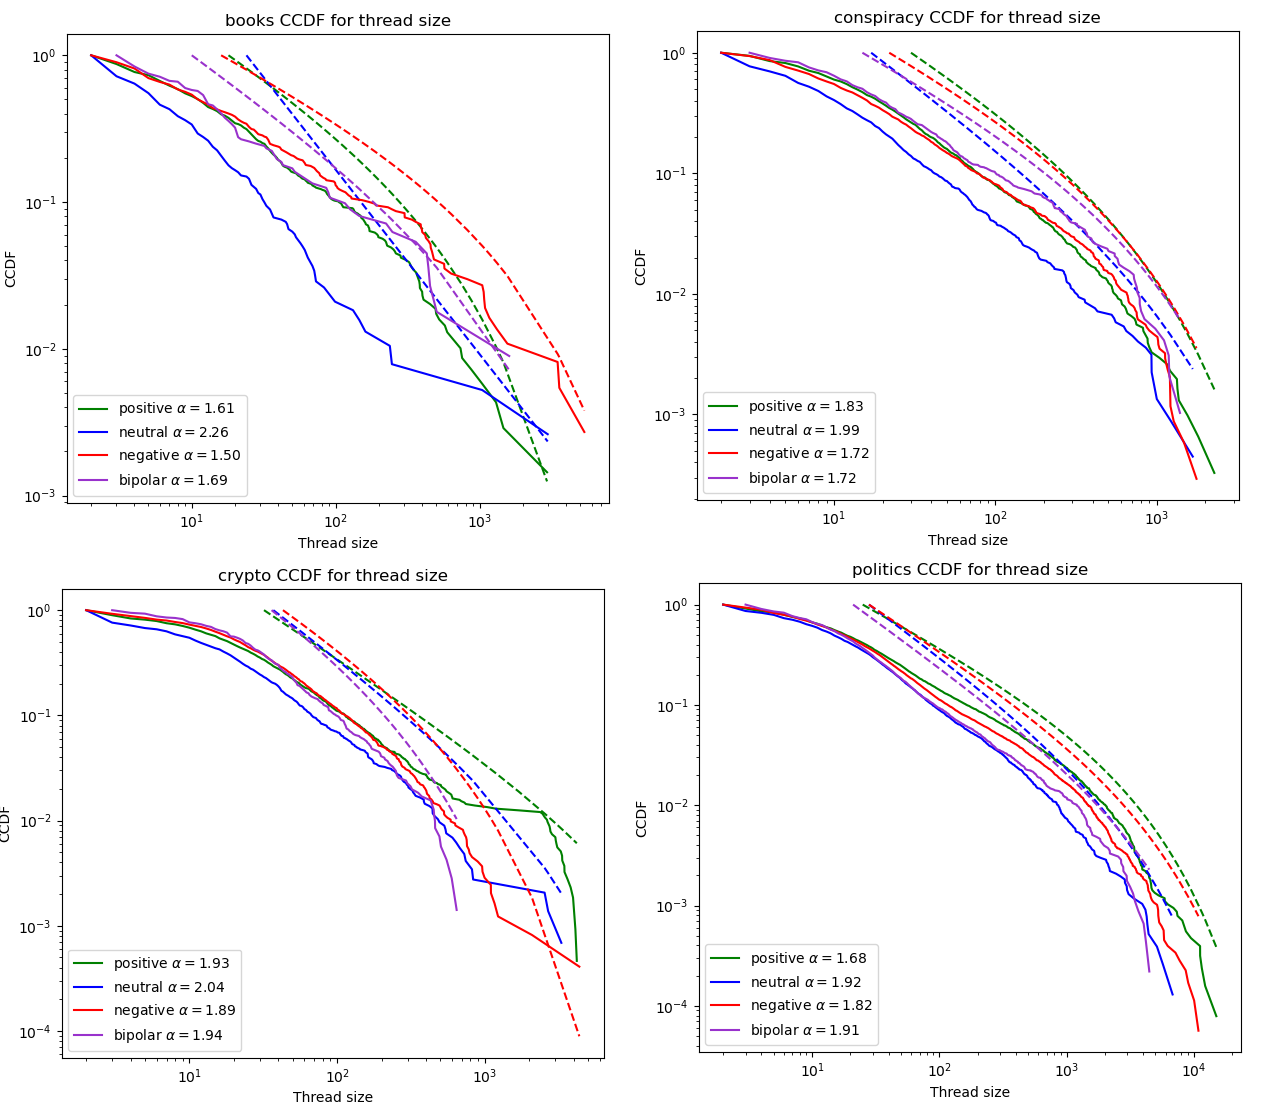 books CCDF for thread size
CCDF
10⁰
10⁻¹
10⁻²
10⁻³
positive α = 1.61
neutral α = 2.26
negative α = 1.50
bipolar α = 1.69
10¹ 10² 10³
Thread size
conspiracy CCDF for thread size
CCDF
10⁰
10⁻¹
10⁻²
10⁻³
positive α = 1.83
neutral α = 1.99
negative α = 1.72
bipolar α = 1.72
10¹ 10² 10³
Thread size
crypto CCDF for thread size
CCDF
10⁰
10⁻¹
10⁻²
10⁻³
10⁻⁴
positive α = 1.93
neutral α = 2.04
negative α = 1.89
bipolar α = 1.94
10¹ 10² 10³
Thread size
politics CCDF for thread size
CCDF
10⁰
10⁻¹
10⁻²
10⁻³
10⁻⁴
positive α = 1.68
neutral α = 1.92
negative α = 1.82
bipolar α = 1.91
10¹ 10² 10³ 10⁴
Thread size